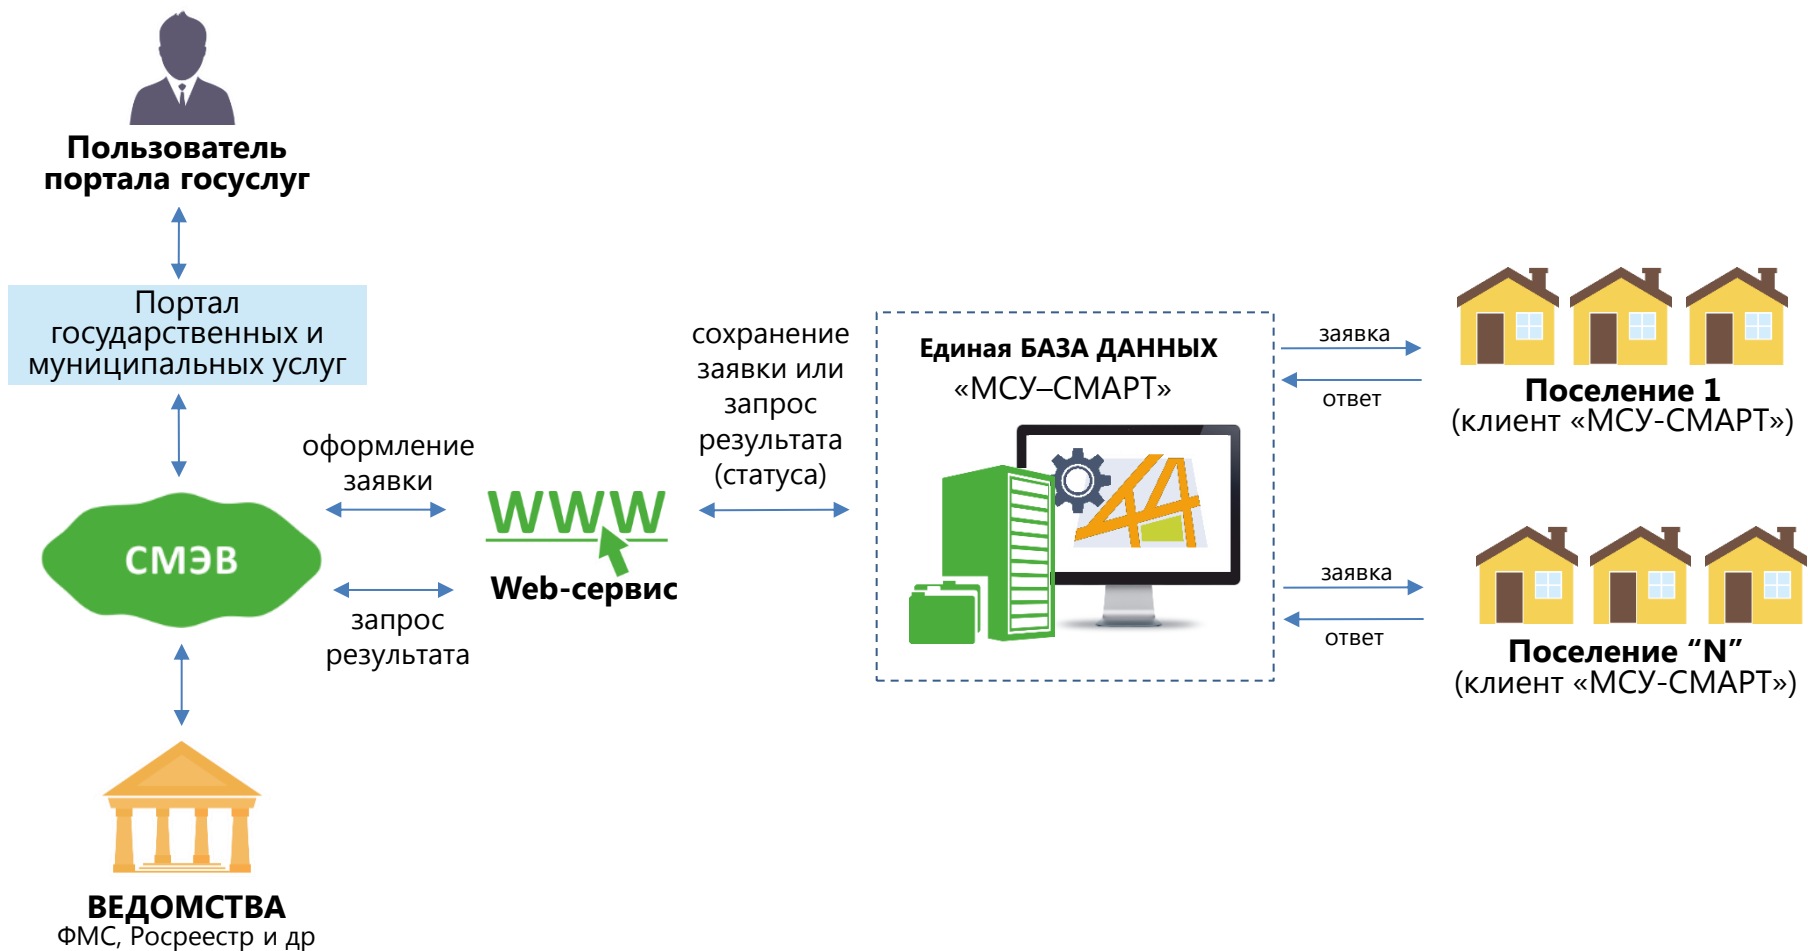 Пользователь
портала госуслуг
Портал
государственных и
муниципальных услуг
оформление
заявки
СМЭВ
запрос
результата
ВЕДОМСТВА
ФМС, Росреестр и др
WWW
Web-сервис
сохранение
заявки или
запрос
результата
(статуса)
Единая БАЗА ДАННЫХ
«МСУ–СМАРТ»
заявка
ответ
Поселение 1
(клиент «МСУ-СМАРТ»)
заявка
ответ
Поселение “N”
(клиент «МСУ-СМАРТ»)